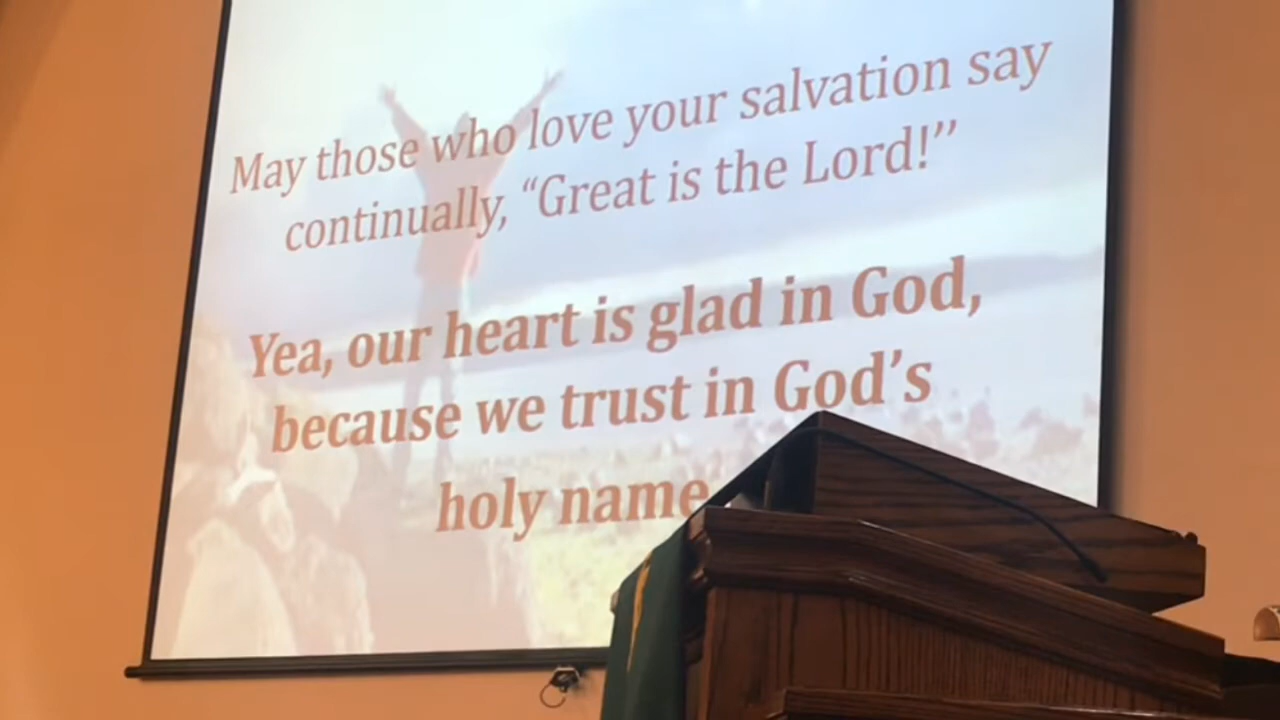 May those who love your salvation say
continually, “Great is the Lord!”
Yea, our heart is glad in God,
because we trust in God’s
holy name